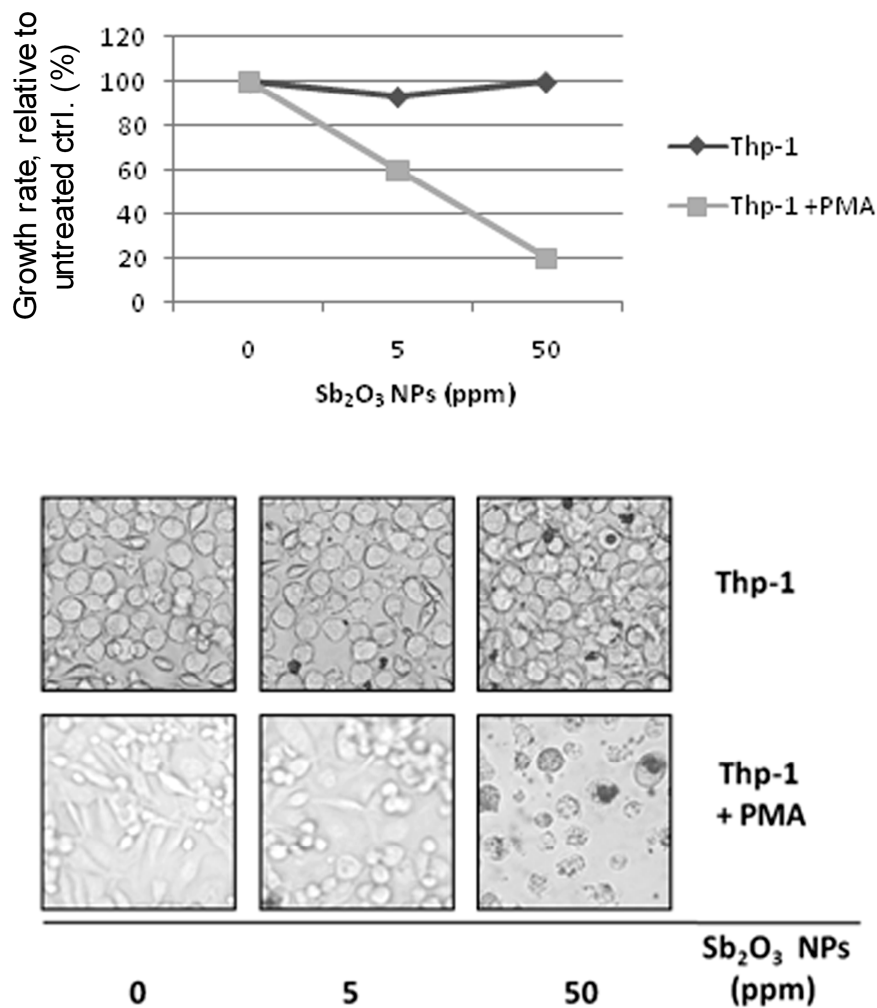 Growth rate, relative to
untreated ctrl. (%)
120
100
80
60
40
20
0
0 5 50
Sb₂O₃ NPs (ppm)
Thp-1
Thp-1 +PMA
Thp-1
Thp-1
+ PMA
0 5 50
Sb₂O₃ NPs
(ppm)